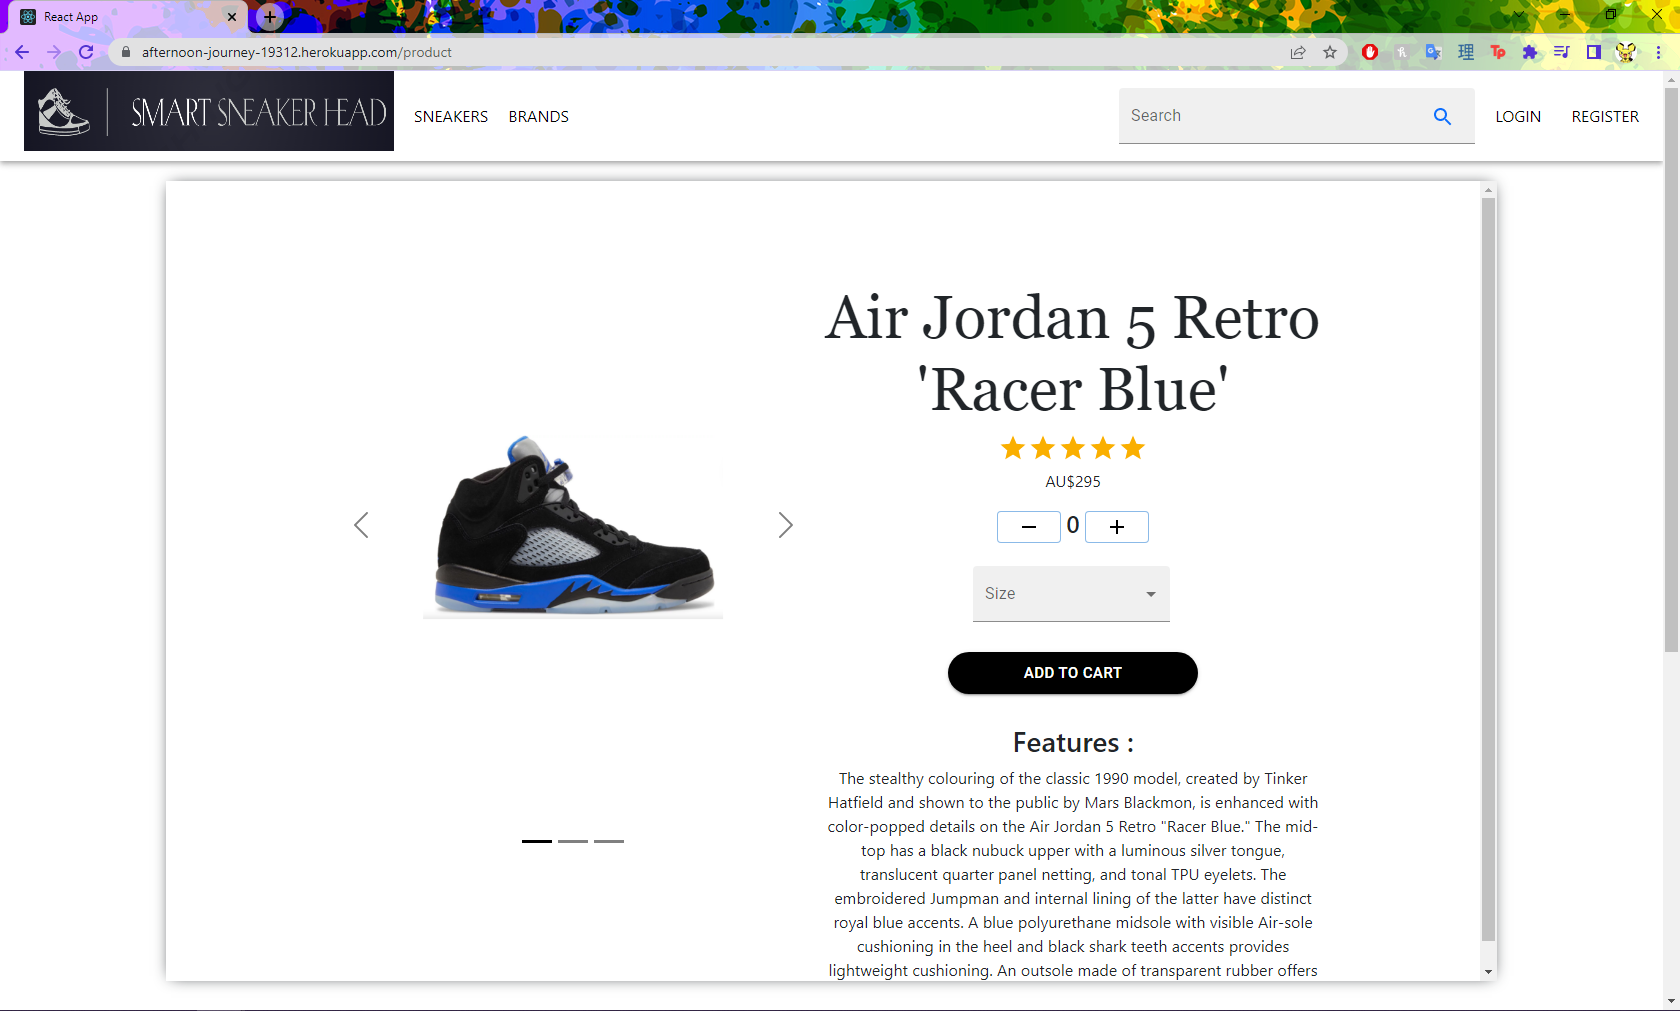 React App
afternoon-journey-19312.herokuapp.com/product
SMART SNEAKER HEAD
SNEAKERS
BRANDS
Search
LOGIN
REGISTER
Air Jordan 5 Retro
'Racer Blue'
AU$295
0
Size
ADD TO CART
Features :
The stealthy colouring of the classic 1990 model, created by Tinker
Hatfield and shown to the public by Mars Blackmon, is enhanced with
color-popped details on the Air Jordan 5 Retro "Racer Blue." The mid-
top has a black nubuck upper with a luminous silver tongue,
translucent quarter panel netting, and tonal TPU eyelets. The
embroidered Jumpman and internal lining of the latter have distinct
royal blue accents. A blue polyurethane midsole with visible Air-sole
cushioning in the heel and black shark teeth accents provides
lightweight cushioning. An outsole made of transparent rubber offers